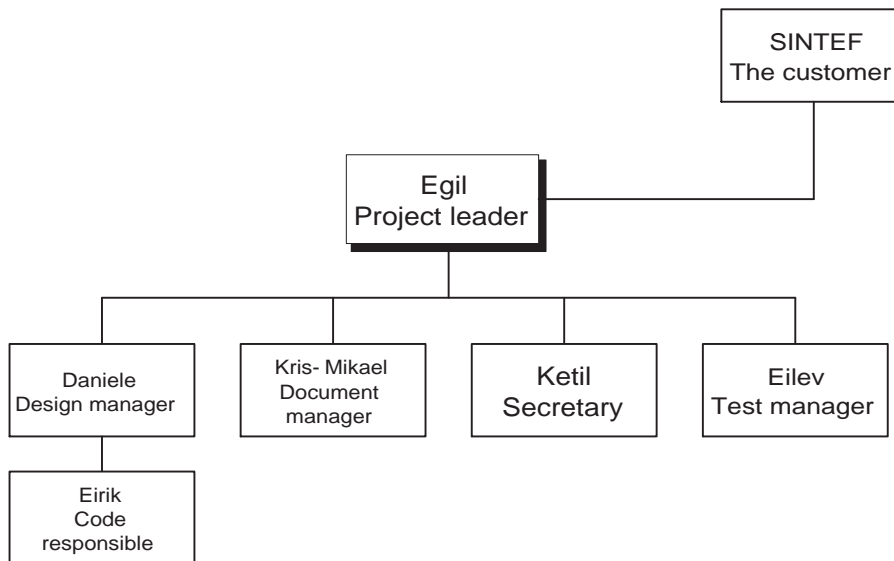 SINTEF
The customer
Egil
Project leader
Daniele
Design manager
Kris- Mikael
Document
manager
Ketil
Secretary
Eilev
Test manager
Eirik
Code
responsible